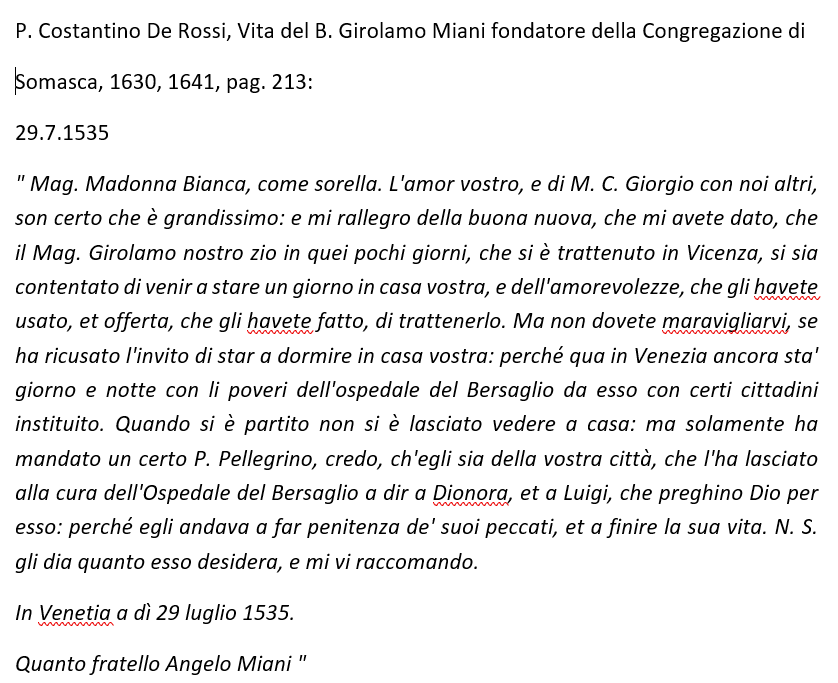 P. Costantino De Rossi, Vita del B. Girolamo Miani fondatore della Congregazione di
Somasca, 1630, 1641, pag. 213:
29.7.1535
" Mag. Madonna Bianca, come sorella. L'amor vostro, e di M. C. Giorgio con noi altri,
son certo che è grandissimo: e mi rallegro della buona nuova, che mi avete dato, che
il Mag. Girolamo nostro zio in quei pochi giorni, che si è trattenuto in Vicenza, si sia
contentato di venir a stare un giorno in casa vostra, e dell'amorevolezze, che gli havete
usato, et offerta, che gli havete fatto, di trattenerlo. Ma non dovete maravigliarvi, se
ha ricusato l'invito di star a dormire in casa vostra: perché qua in Venezia ancora sta'
giorno e notte con li poveri dell'ospedale del Bersaglio da esso con certi cittadini
instituito. Quando si è partito non si è lasciato vedere a casa: ma solamente ha
mandato un certo P. Pellegrino, credo, ch'egli sia della vostra città, che l'ha lasciato
alla cura dell'Ospedale del Bersaglio a dir a Dionora, et a Luigi, che preghino Dio per
esso: perché egli andava a far penitenza de' suoi peccati, et a finire la sua vita. N. S.
gli dia quanto esso desidera, e mi vi raccomando.
In Venetia a dì 29 luglio 1535.
Quanto fratello Angelo Miani "